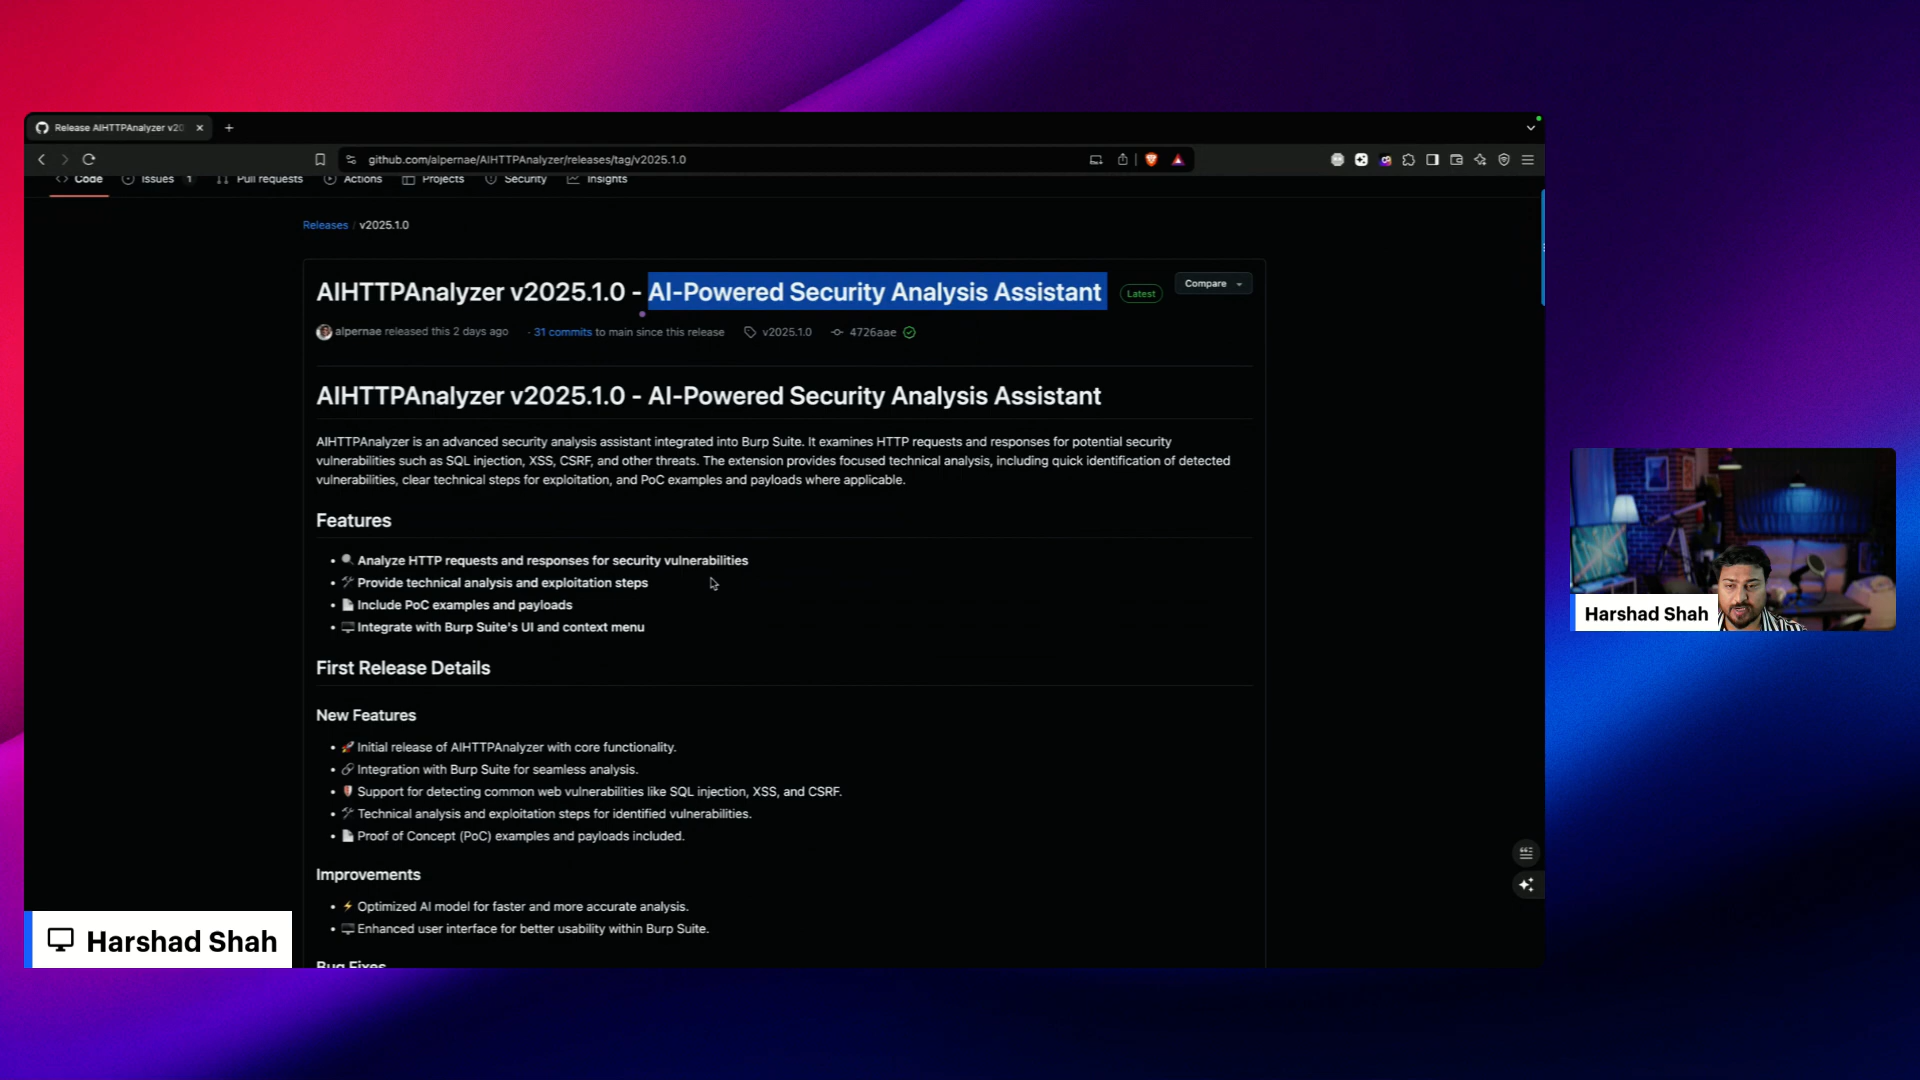 Release AIHTTPAnalyzer v20
github.com/alpernae/AIHTTPAnalyzer/releases/tag/v2025.1.0
Code Issues 1 Pull requests Actions Projects Security Insights
Releases / v2025.1.0
AIHTTPAnalyzer v2025.1.0 - AI-Powered Security Analysis Assistant Latest Compare
alpernae released this 2 days ago · 31 commits to main since this release v2025.1.0 4726aae
AIHTTPAnalyzer v2025.1.0 - AI-Powered Security Analysis Assistant
AIHTTPAnalyzer is an advanced security analysis assistant integrated into Burp Suite. It examines HTTP requests and responses for potential security
vulnerabilities such as SQL injection, XSS, CSRF, and other threats. The extension provides focused technical analysis, including quick identification of detected
vulnerabilities, clear technical steps for exploitation, and PoC examples and payloads where applicable.
Features
• 🔍 Analyze HTTP requests and responses for security vulnerabilities
• 🛠 Provide technical analysis and exploitation steps
• 📄 Include PoC examples and payloads
• 🖥 Integrate with Burp Suite's UI and context menu
First Release Details
New Features
• 🚀 Initial release of AIHTTPAnalyzer with core functionality.
• 🔗 Integration with Burp Suite for seamless analysis.
• 🛡 Support for detecting common web vulnerabilities like SQL injection, XSS, and CSRF.
• 🛠 Technical analysis and exploitation steps for identified vulnerabilities.
• 📄 Proof of Concept (PoC) examples and payloads included.
Improvements
• ⚡ Optimized AI model for faster and more accurate analysis.
• 🖥 Enhanced user interface for better usability within Burp Suite.
Bug Fixes
Harshad Shah
Harshad Shah